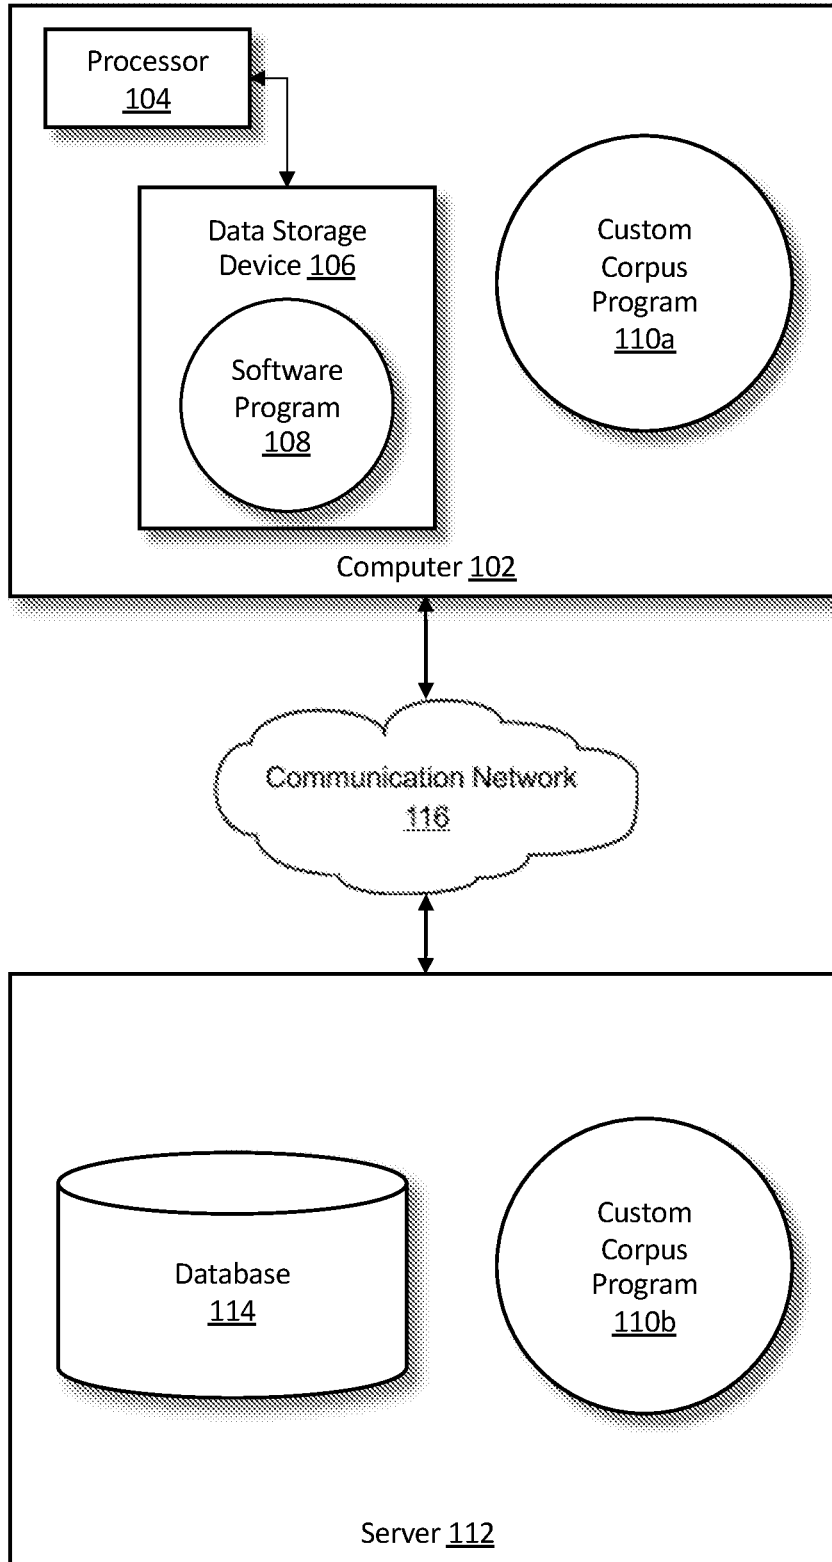 Processor
104
Data Storage
Device 106
Software
Program
108
Custom
Corpus
Program
110a
Computer 102
Communication Network
116
Database
114
Custom
Corpus
Program
110b
Server 112